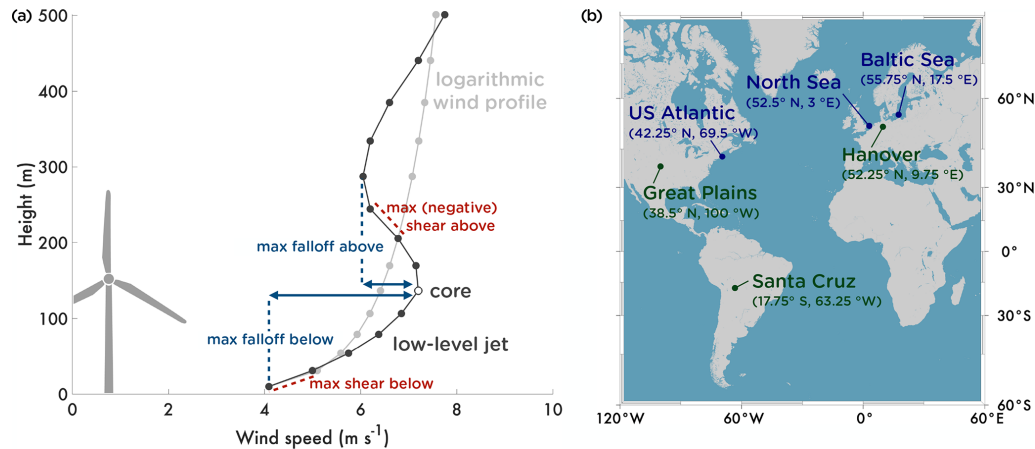 (a)
500
400
300
200
100
0
Height (m)
logarithmic
wind profile
max (negative)
shear above
max falloff above
core
max falloff below
low-level jet
max shear below
0
2
4
6
8
10
Wind speed (m s⁻¹)
(b)
Baltic Sea
(55.75° N, 17.5 °E)
North Sea
(52.5° N, 3 °E)
US Atlantic
(42.25° N, 69.5 °W)
Hanover
(52.25° N, 9.75 °E)
Great Plains
(38.5° N, 100 °W)
Santa Cruz
(17.75° S, 63.25 °W)
60°N
30°N
0°
30°S
60°S
120°W
60°W
0°
60°E